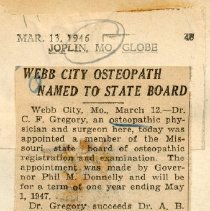 MAR. 13, 1946
JOPLIN, MO. GLOBE
WEBB CITY OSTEOPATH
NAMED TO STATE BOARD
Webb City, Mo., March 12.—Dr.
C. F. Gregory, an osteopathic phy-
sician and surgeon here, today was
appointed a member of the Mis-
souri state board of osteopathic
registration and examination. The
appointment was made by Gover-
nor Phil M. Donnelly and will be
for a term of one year ending May
1, 1947.
Dr. Gregory succeeds Dr. A. B.